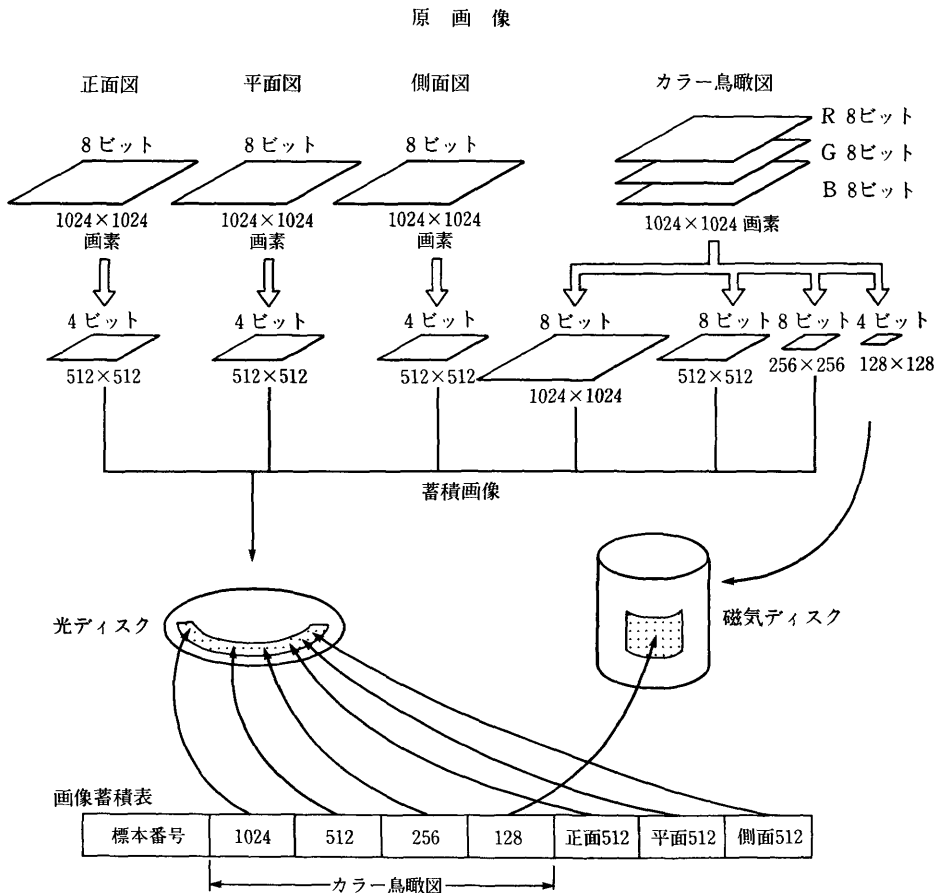 原画像
正面図 平面図 側面図 カラー鳥瞰図
R 8ビット
8ビット 8ビット 8ビット G 8ビット
B 8ビット
1024×1024 1024×1024 1024×1024 1024×1024 画素
画素 画素 画素
4ビット 4ビット 4ビット 8ビット 8ビット 8ビット 4ビット
512×512 512×512 512×512 1024×1024 512×512 256×256 128×128
蓄積画像
光ディスク 磁気ディスク
画像蓄積表
標本番号 1024 512 256 128 正面512 平面512 側面512
カラー鳥瞰図